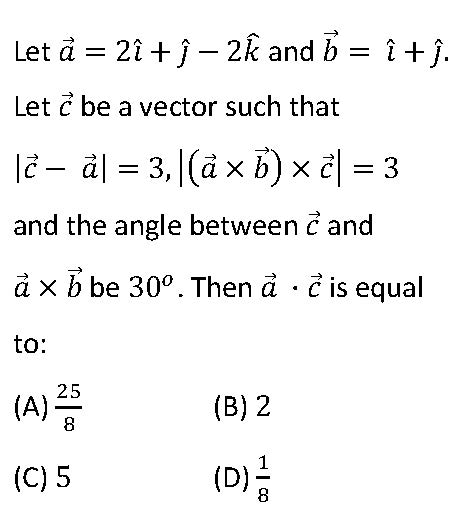 Let a⃗ = 2î + ĵ − 2k̂ and b⃗ = î + ĵ.
Let c⃗ be a vector such that
|c⃗ − a⃗| = 3, |(a⃗ × b⃗) × c⃗| = 3
and the angle between c⃗ and
a⃗ × b⃗ be 30º. Then a⃗ · c⃗ is equal
to:
(A) 25/8 (B) 2
(C) 5 (D) 1/8